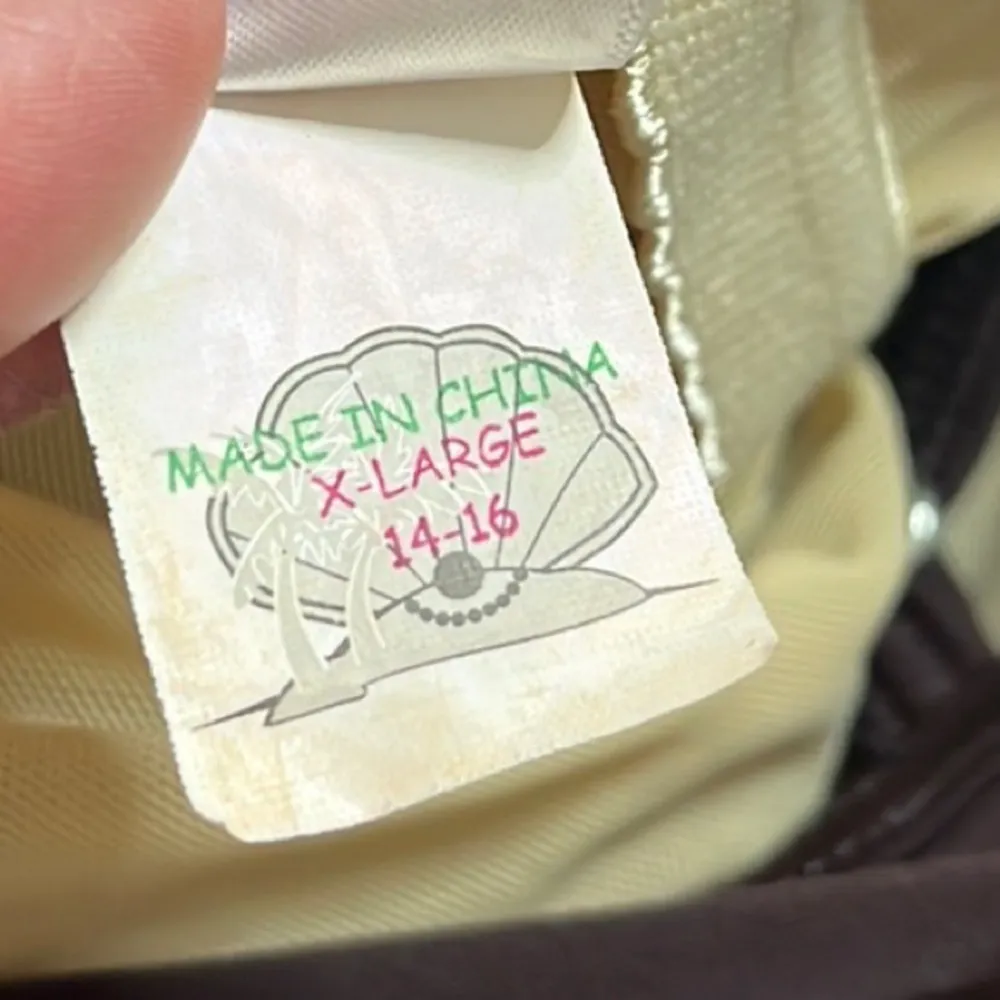 MADE IN CHINA
X-LARGE
14-16